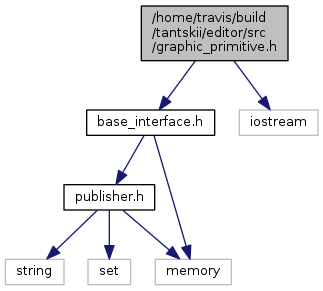 /home/travis/build
/tantskii/editor/src
/graphic_primitive.h
base_interface.h
iostream
publisher.h
string
set
memory